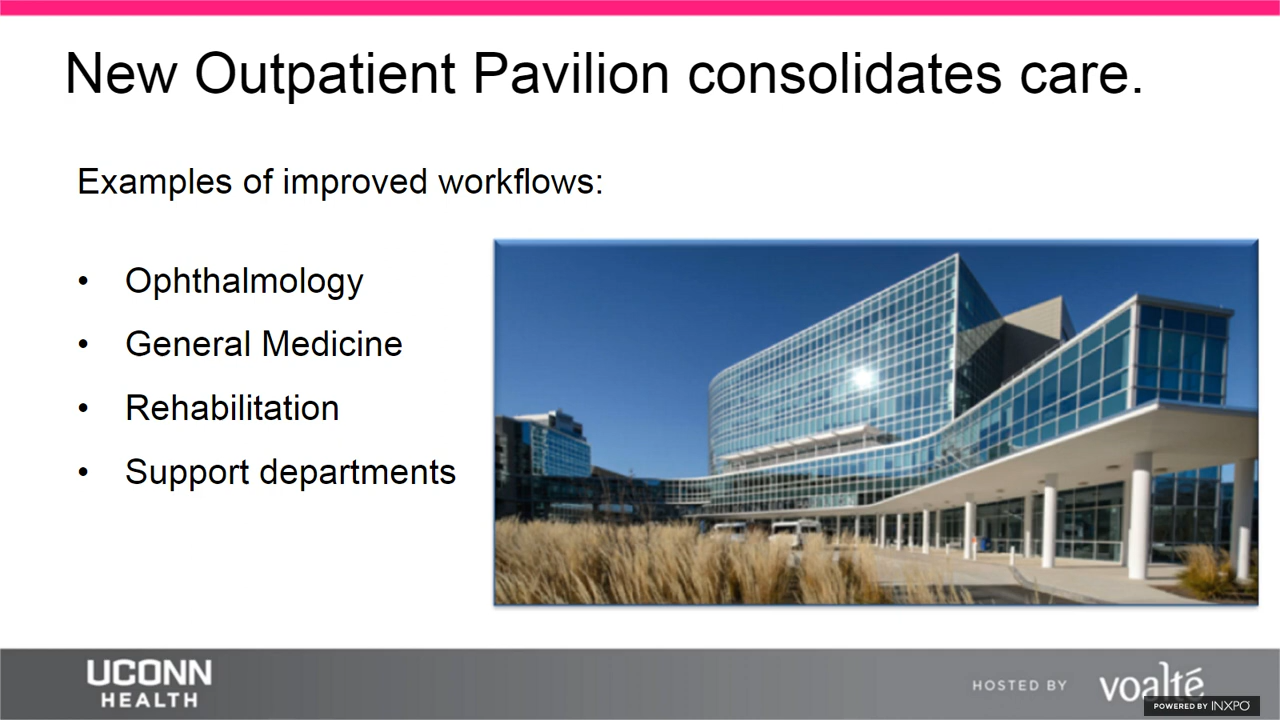 New Outpatient Pavilion consolidates care.
Examples of improved workflows:
• Ophthalmology
• General Medicine
• Rehabilitation
• Support departments
UCONN
HEALTH
HOSTED BY voalté
POWERED BY INXPO